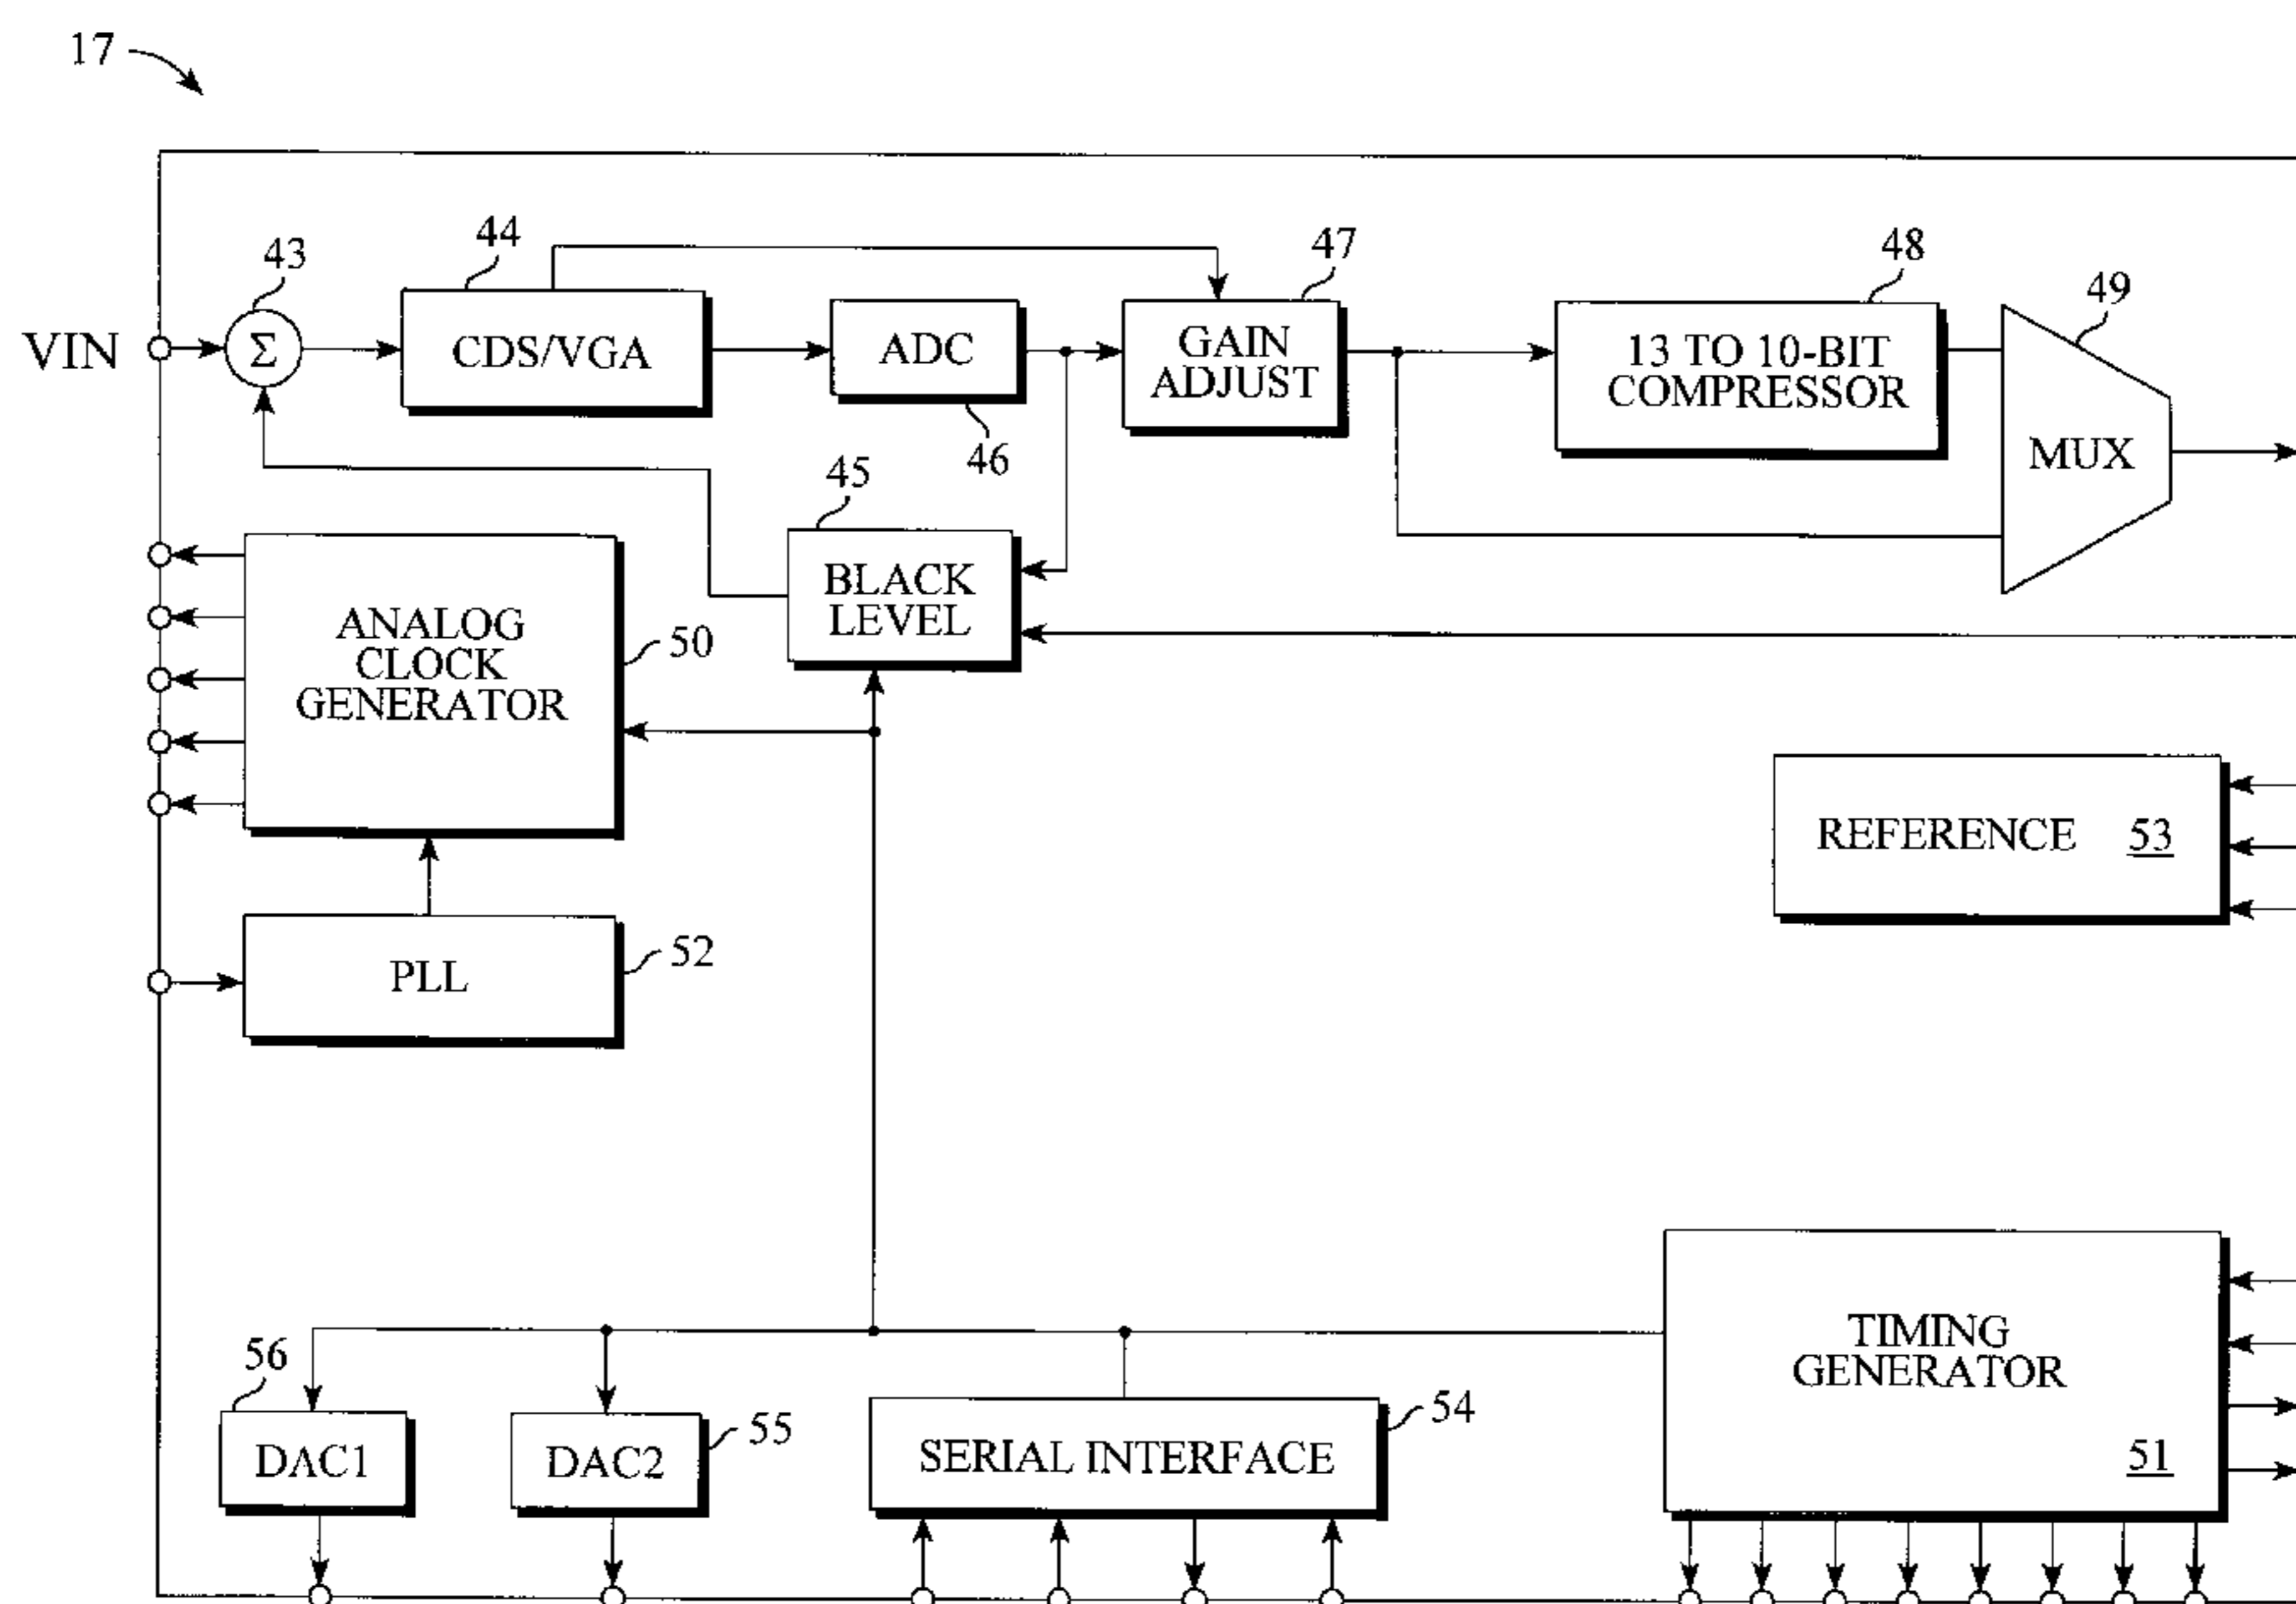 17
43
44
47
48
49
VIN
Σ
CDS/VGA
ADC
GAIN
ADJUST
13 TO 10-BIT
COMPRESSOR
MUX
46
45
BLACK
LEVEL
ANALOG
CLOCK
GENERATOR
50
REFERENCE 53
PLL
52
TIMING
GENERATOR
51
56
DAC1
DAC2
55
SERIAL INTERFACE
54